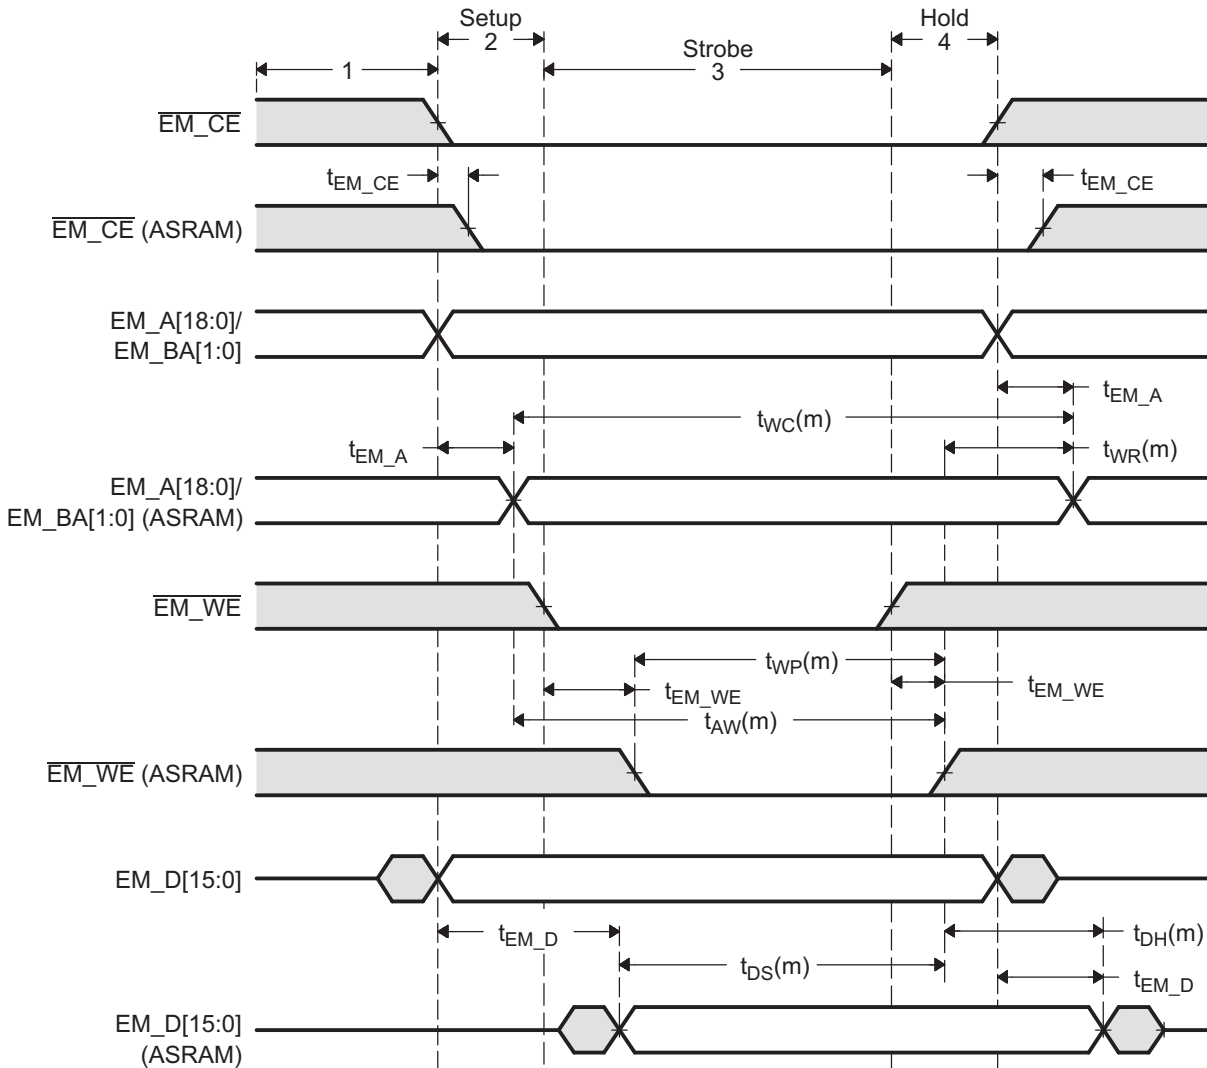 Setup
2
Hold
4
Strobe
3
1
EM_CE
tEM_CE
tEM_CE
EM_CE (ASRAM)
EM_A[18:0]/
EM_BA[1:0]
tEM_A
tWC(m)
tEM_A
tWR(m)
EM_A[18:0]/
EM_BA[1:0] (ASRAM)
EM_WE
tWP(m)
tEM_WE
tEM_WE
tAW(m)
EM_WE (ASRAM)
EM_D[15:0]
tEM_D
tDH(m)
tDS(m)
tEM_D
EM_D[15:0]
(ASRAM)